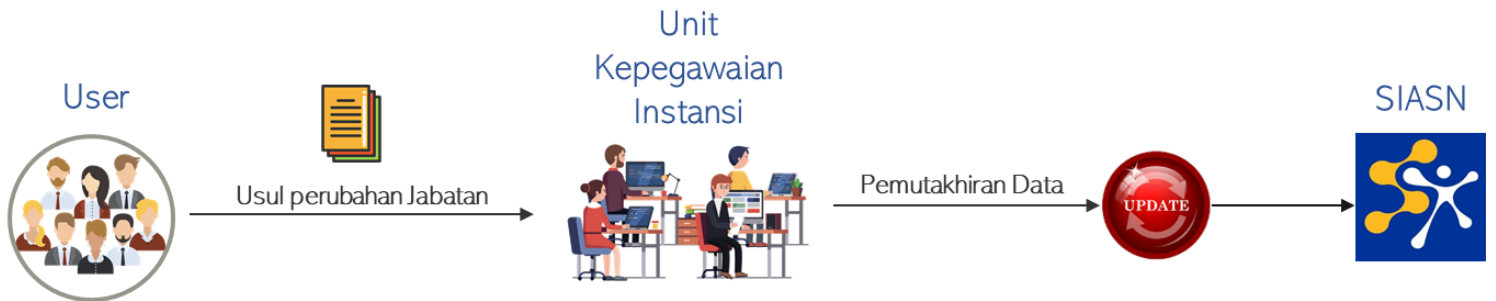 User
Usul perubahan Jabatan
Unit
Kepegawaian
Instansi
Pemutakhiran Data
UPDATE
SIASN